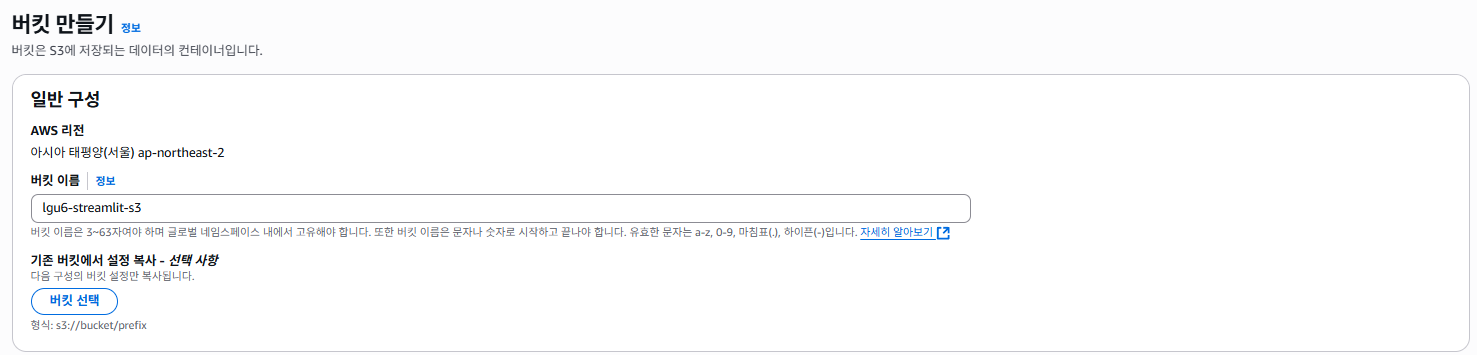 버킷 만들기 정보
버킷은 S3에 저장되는 데이터의 컨테이너입니다.
일반 구성
AWS 리전
아시아 태평양(서울) ap-northeast-2
버킷 이름 정보
lgu6-streamlit-s3
버킷 이름은 3~63자여야 하며 글로벌 네임스페이스 내에서 고유해야 합니다. 또한 버킷 이름은 문자나 숫자로 시작하고 끝나야 합니다. 유효한 문자는 a-z, 0-9, 마침표(.), 하이픈(-)입니다. 자세히 알아보기
기존 버킷에서 설정 복사 - 선택 사항
다음 구성의 버킷 설정만 복사됩니다.
버킷 선택
형식: s3://bucket/prefix